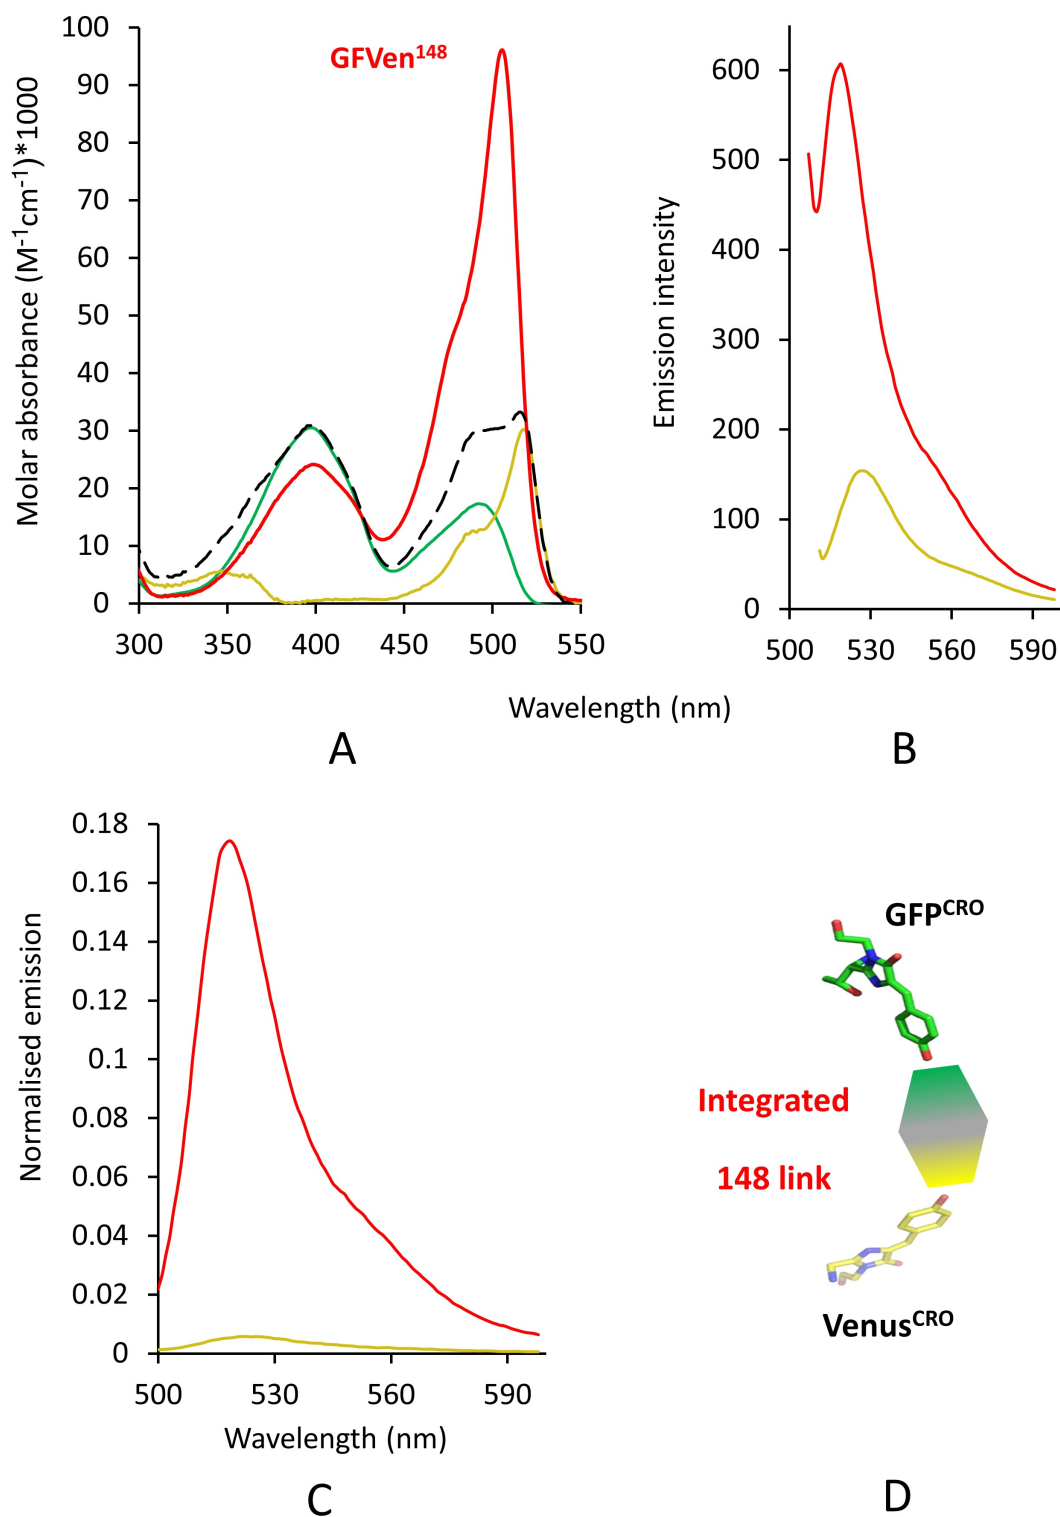 GFVen¹⁴⁸
Molar absorbance (M⁻¹cm⁻¹)*1000
100
90
80
70
60
50
40
30
20
10
0
300 350 400 450 500 550
Emission intensity
600
500
400
300
200
100
0
500 530 560 590
Wavelength (nm)
A B
Normalised emission
0.18
0.16
0.14
0.12
0.1
0.08
0.06
0.04
0.02
0
500 530 560 590
Wavelength (nm)
C
GFPᶜᴿᴼ
Integrated
148 link
Venusᶜᴿᴼ
D